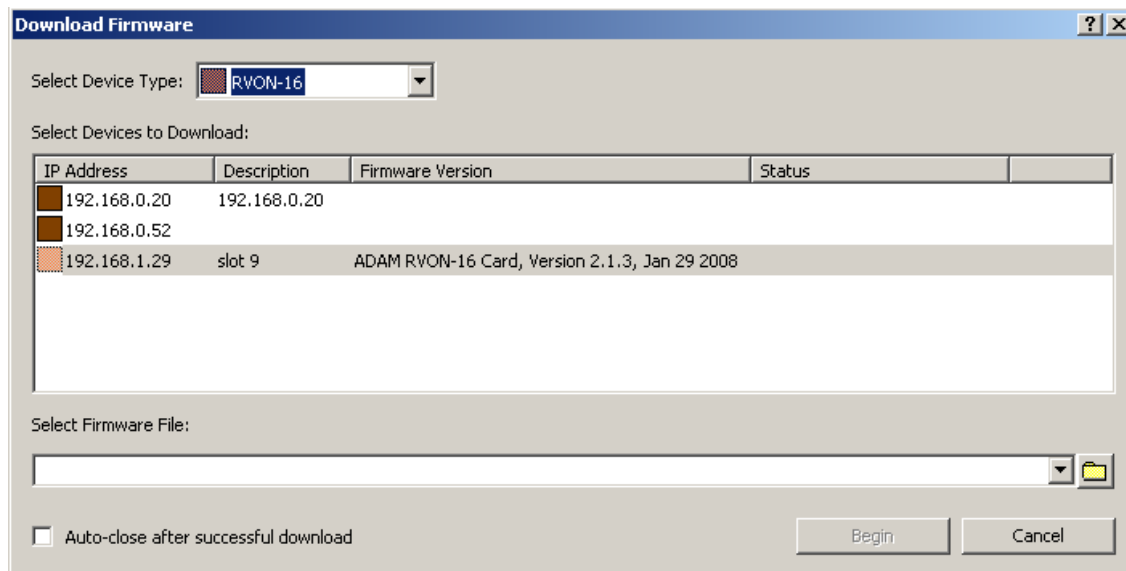 Download Firmware
Select Device Type: RVON-16
Select Devices to Download:
IP Address Description Firmware Version Status
192.168.0.20 192.168.0.20
192.168.0.52
192.168.1.29 slot 9 ADAM RVON-16 Card, Version 2.1.3, Jan 29 2008
Select Firmware File:
Auto-close after successful download Begin Cancel